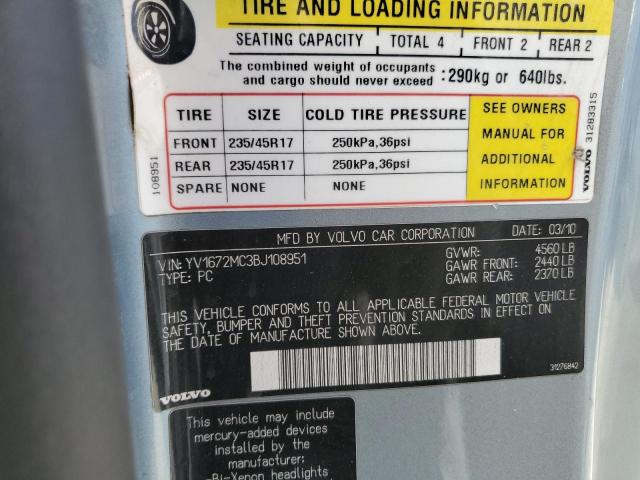 TIRE AND LOADING INFORMATION
SEATING CAPACITY TOTAL 4 FRONT 2 REAR 2
The combined weight of occupants
and cargo should never exceed :290kg or 640lbs.
TIRE SIZE COLD TIRE PRESSURE
FRONT 235/45R17 250kPa,36psi
REAR 235/45R17 250kPa,36psi
SPARE NONE NONE
SEE OWNERS
MANUAL FOR
ADDITIONAL
INFORMATION
108951
VOLVO 31283315
MFD BY VOLVO CAR CORPORATION DATE: 03/10
VIN: YV1672MC3BJ108951
TYPE: PC
GVWR: 4560 LB
GAWR FRONT: 2440 LB
GAWR REAR: 2370 LB
THIS VEHICLE CONFORMS TO ALL APPLICABLE FEDERAL MOTOR VEHICLE
SAFETY, BUMPER AND THEFT PREVENTION STANDARDS IN EFFECT ON
THE DATE OF MANUFACTURE SHOWN ABOVE.
VOLVO
31276842
This vehicle may include
mercury-added devices
installed by the
manufacturer:
-Bi-Xenon headlights